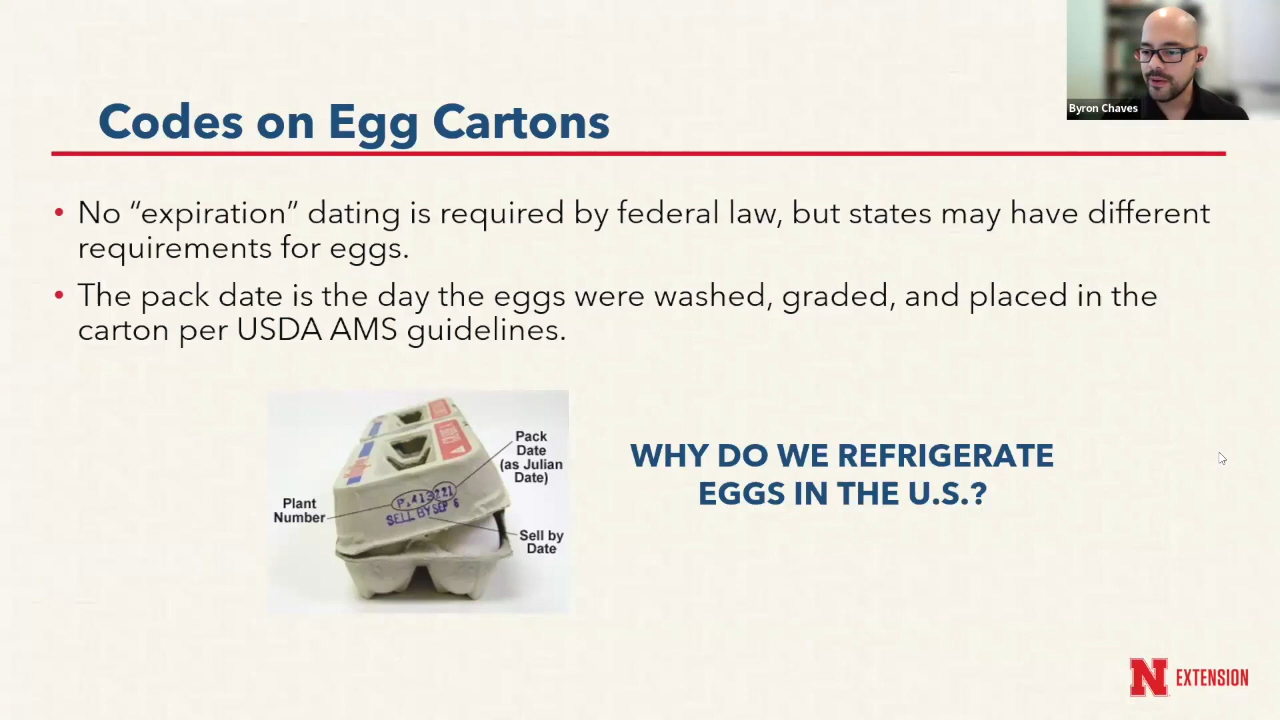 Byron Chaves
Codes on Egg Cartons
• No “expiration” dating is required by federal law, but states may have different
requirements for eggs.
• The pack date is the day the eggs were washed, graded, and placed in the
carton per USDA AMS guidelines.
Pack
Date
(as Julian
Date)
Plant
Number
P.413221
SELL BY SEP 6
Sell by
Date
WHY DO WE REFRIGERATE
EGGS IN THE U.S.?
N EXTENSION